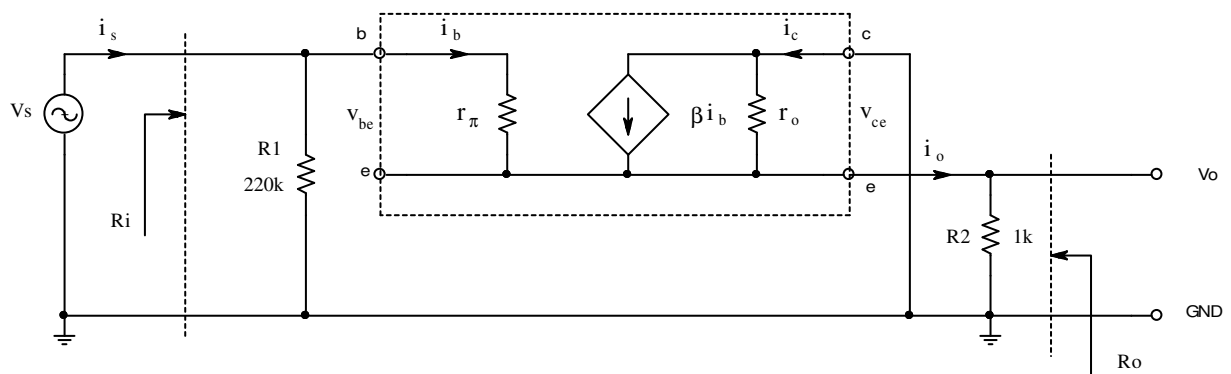 i s
b
i b
i c
c
Vs
R1
220k
v be
r π
β i b
r o
v ce
e
e
i o
Vo
Ri
R2
1k
GND
Ro